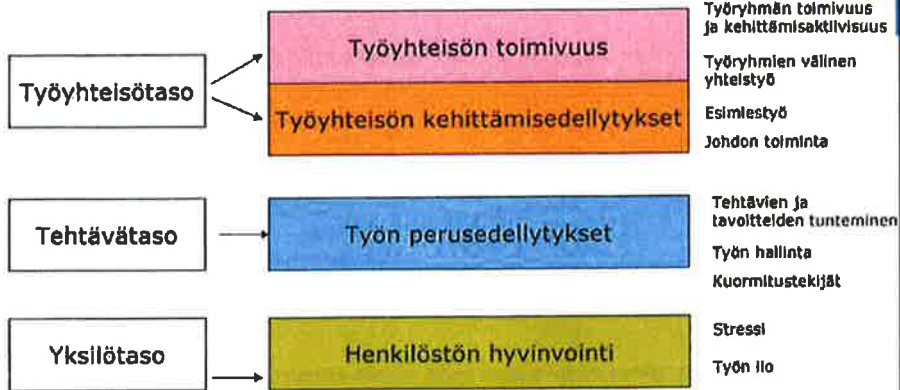 Työyhteisötaso
Työyhteisön toimivuus
Työyhteisön kehittämisedellytykset
Työryhmän toimivuus
ja kehittämisaktiivisuus
Työryhmien välinen
yhteistyö
Esimiestyö
Johdon toiminta
Tehtävätaso
Työn perusedellytykset
Tehtävien ja
tavoitteiden tunteminen
Työn hallinta
Kuormitustekijät
Yksilötaso
Henkilöstön hyvinvointi
Stressi
Työn ilo